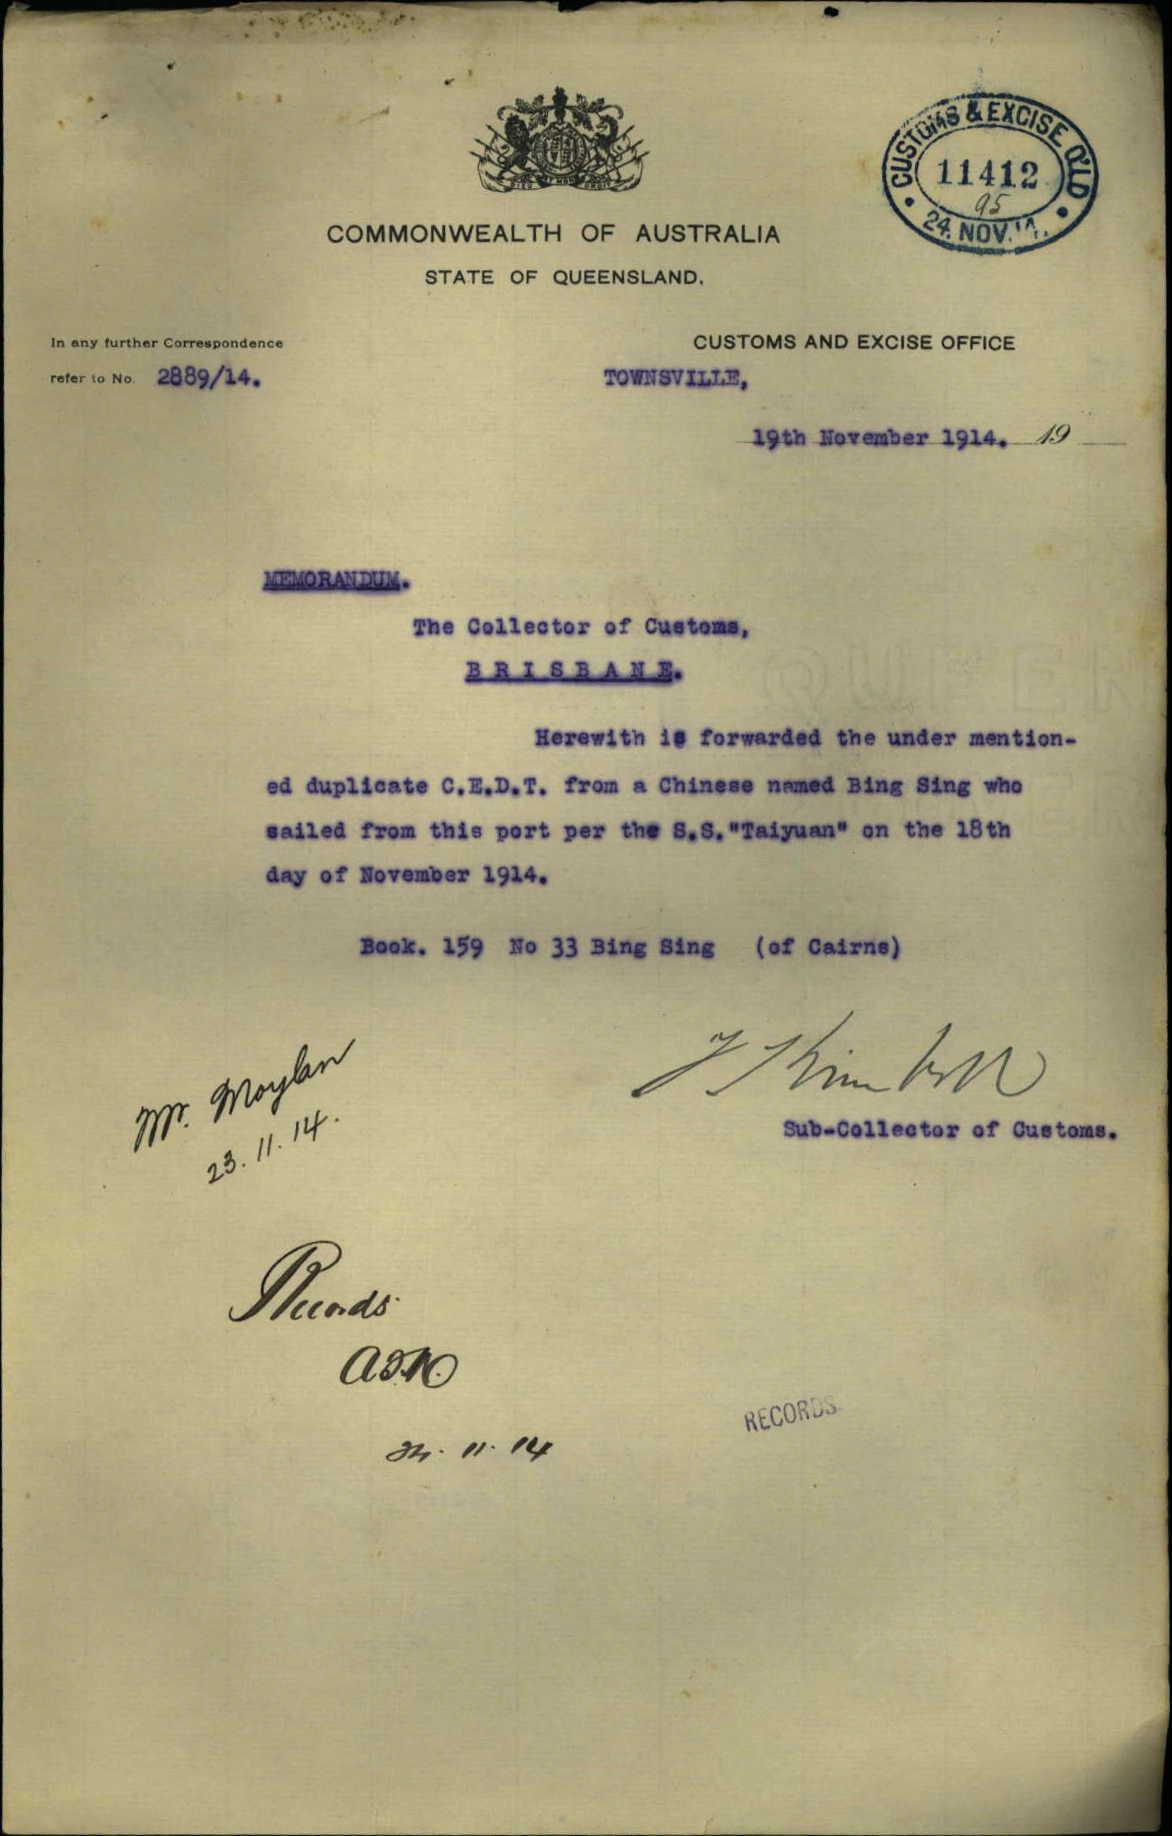 COMMONWEALTH OF AUSTRALIA
STATE OF QUEENSLAND.
CUSTOMS & EXCISE Q'LD
11412
95
24. NOV.
In any further Correspondence
refer to No. 2889/14.
CUSTOMS AND EXCISE OFFICE
TOWNSVILLE,
19th November 1914. 19
MEMORANDUM.
The Collector of Customs,
BRISBANE.
Herewith is forwarded the under mention-
ed duplicate C.E.D.T. from a Chinese named Bing Sing who
sailed from this port per the S.S."Taiyuan" on the 18th
day of November 1914.
Book. 159 No 33 Bing Sing (of Cairns)
Sub-Collector of Customs.
Mr. Moylan
23. 11. 14.
Records
24. 11. 14
RECORDS.